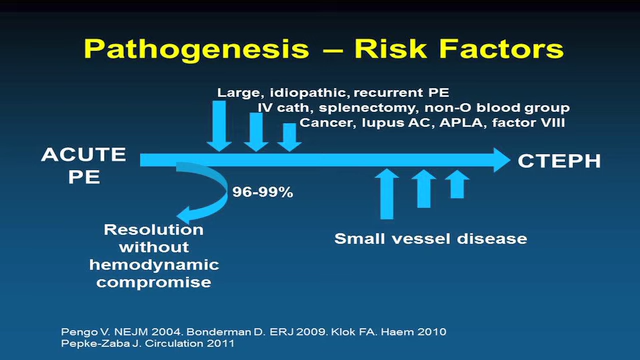 Pathogenesis – Risk Factors
Large, idiopathic, recurrent PE
IV cath, splenectomy, non-O blood group
Cancer, lupus AC, APLA, factor VIII
ACUTE
PE
CTEPH
96-99%
Resolution
without
hemodynamic
compromise
Small vessel disease
Pengo V. NEJM 2004. Bonderman D. ERJ 2009. Klok FA. Haem 2010
Pepke-Zaba J. Circulation 2011